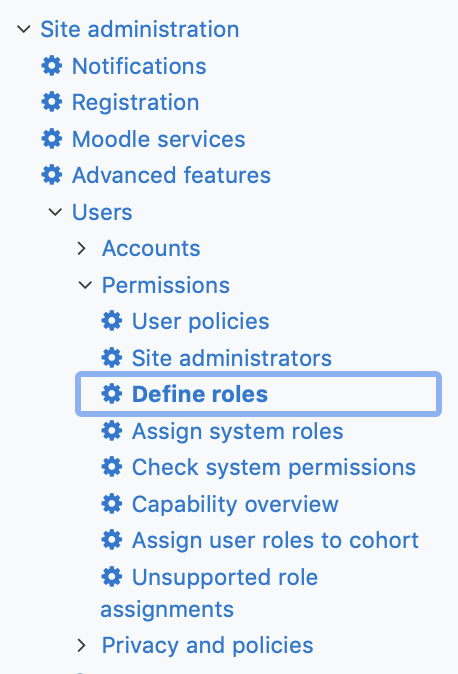 Site administration
Notifications
Registration
Moodle services
Advanced features
Users
Accounts
Permissions
User policies
Site administrators
Define roles
Assign system roles
Check system permissions
Capability overview
Assign user roles to cohort
Unsupported role
assignments
Privacy and policies